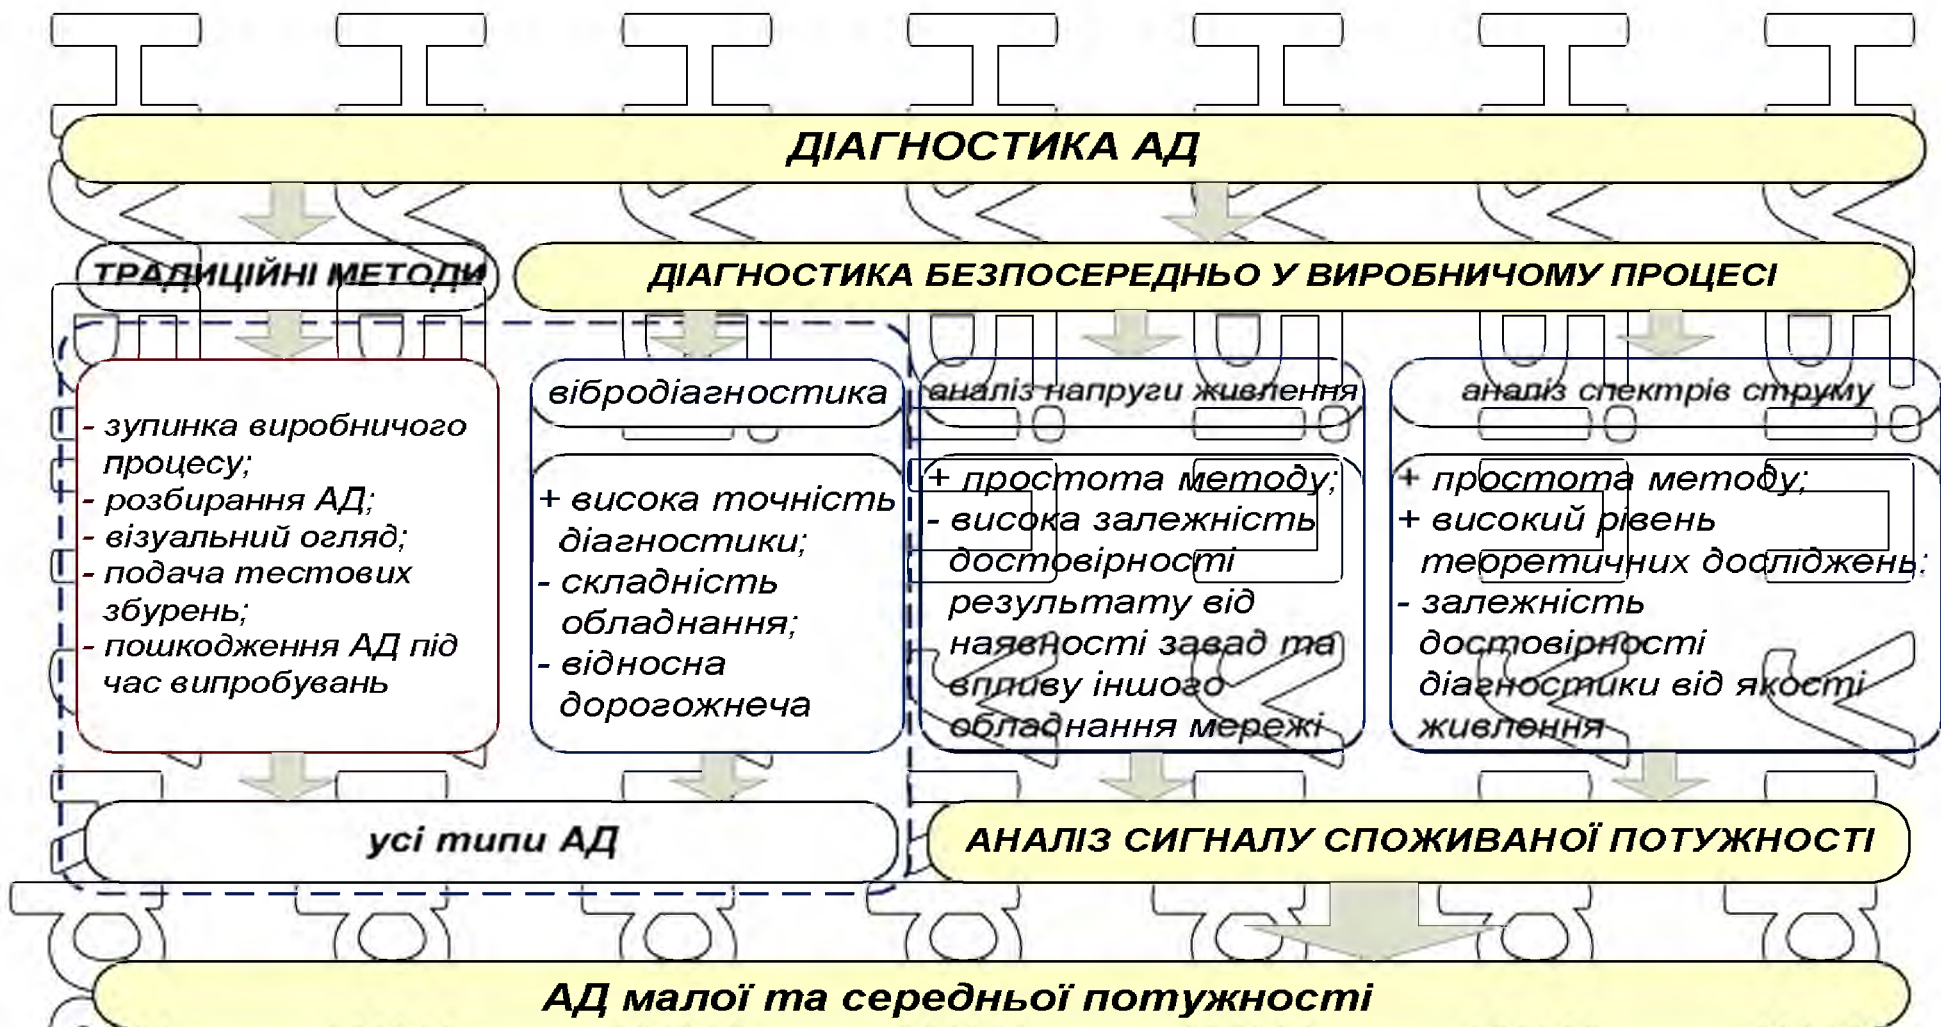 ДІАГНОСТИКА АД
ТРАДИЦІЙНІ МЕТОДИ
ДІАГНОСТИКА БЕЗПОСЕРЕДНЬО У ВИРОБНИЧОМУ ПРОЦЕСІ
- зупинка виробничого
процесу;
- розбирання АД;
- візуальний огляд;
- подача тестових
збурень;
- пошкодження АД під
час випробувань
вібродіагностика
+ висока точність
діагностики;
- складність
обладнання;
- відносна
дорогожнеча
аналіз напруги живлення
+ простота методу;
- висока залежність
достовірності
результату від
наявності завад та
впливу іншого
обладнання мережі
аналіз спектрів струму
+ простота методу;
+ високий рівень
теоретичних досліджень;
- залежність
достовірності
діагностики від якості
живлення
усі типи АД
АНАЛІЗ СИГНАЛУ СПОЖИВАНОЇ ПОТУЖНОСТІ
АД малої та середньої потужності